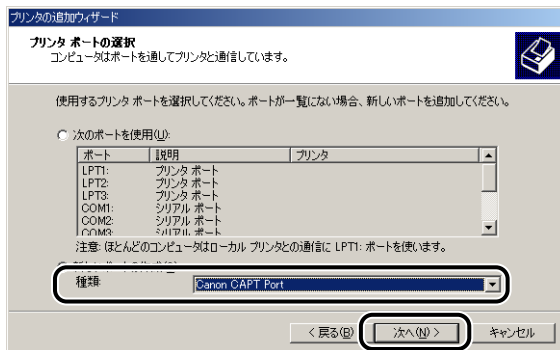 プリンタの追加ウィザード
プリンタ ポートの選択
コンピュータはポートを通してプリンタと通信しています。
使用するプリンタ ポートを選択してください。ポートが一覧にない場合、新しいポートを追加してください。
次のポートを使用(U):
ポート 説明 プリンタ
LPT1: プリンタ ポート
LPT2: プリンタ ポート
LPT3: プリンタ ポート
COM1: シリアル ポート
COM2: シリアル ポート
COM3: シリアル ポート
注意: ほとんどのコンピュータはローカル プリンタとの通信に LPT1: ポートを使います。
種類: Canon CAPT Port
< 戻る(B) 次へ(N) > キャンセル